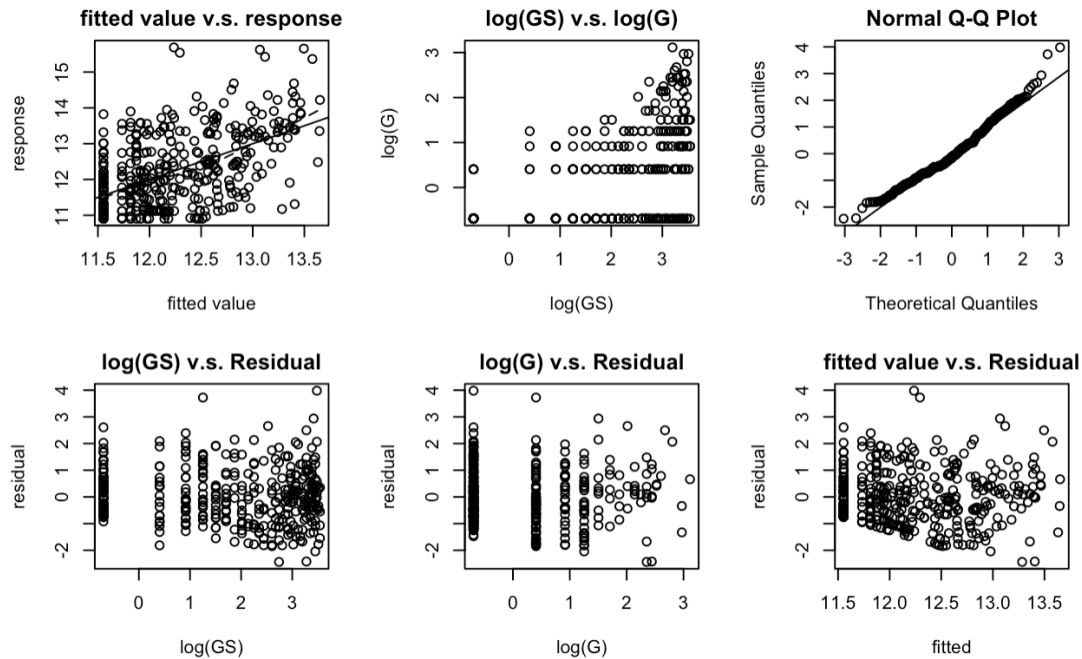 fitted value v.s. response
response
15
14
13
12
11
11.5 12.0 12.5 13.0 13.5
fitted value
log(GS) v.s. log(G)
log(G)
3
2
1
0
0 1 2 3
log(GS)
Normal Q-Q Plot
Sample Quantiles
4
3
2
0
-2
-3 -2 -1 0 1 2 3
Theoretical Quantiles
log(GS) v.s. Residual
residual
4
3
2
1
0
-2
0 1 2 3
log(GS)
log(G) v.s. Residual
residual
4
3
2
1
0
-2
0 1 2 3
log(G)
fitted value v.s. Residual
residual
4
3
2
1
0
-2
11.5 12.0 12.5 13.0 13.5
fitted